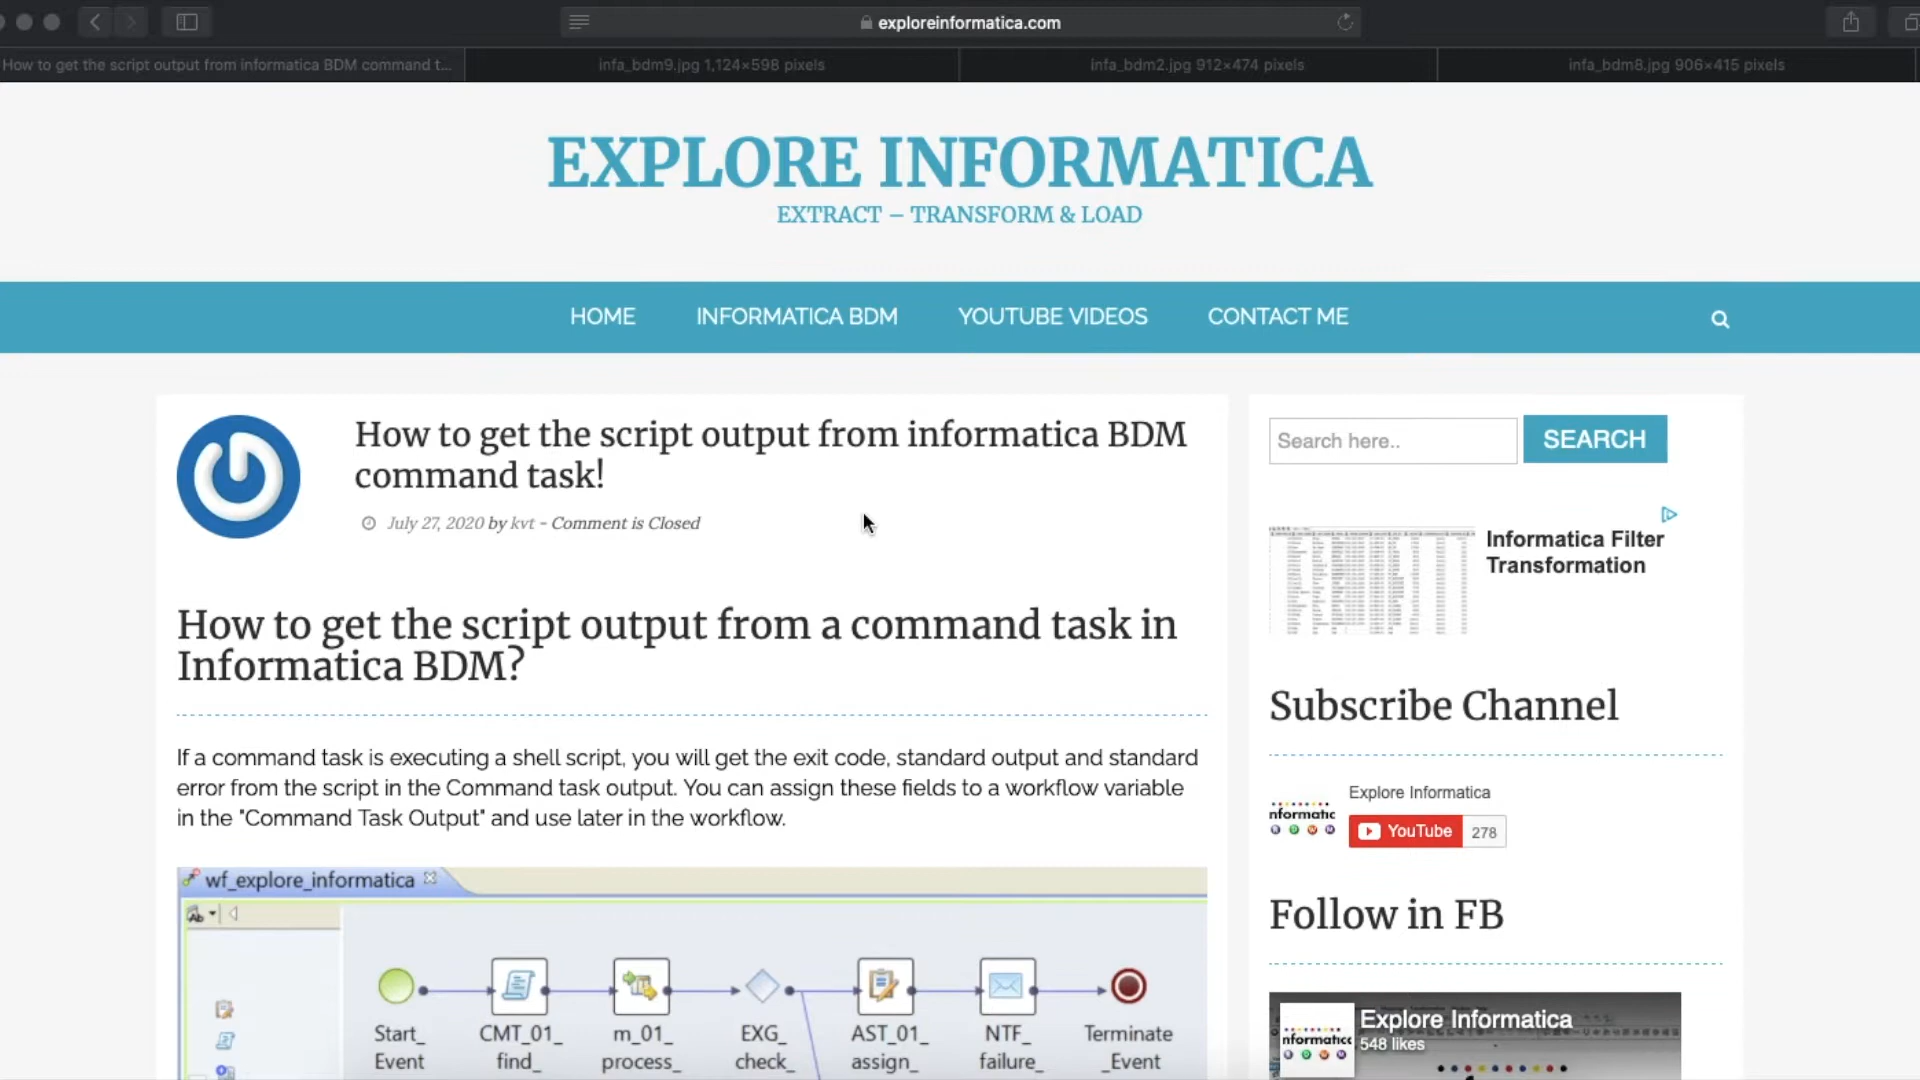 exploreinformatica.com
How to get the script output from informatica BDM command t...
infa_bdm9.jpg 1,124×598 pixels
infa_bdm2.jpg 912×474 pixels
infa_bdm8.jpg 906×415 pixels
EXPLORE INFORMATICA
EXTRACT – TRANSFORM & LOAD
HOME
INFORMATICA BDM
YOUTUBE VIDEOS
CONTACT ME
How to get the script output from informatica BDM
command task!
July 27, 2020 by kvt - Comment is Closed
How to get the script output from a command task in
Informatica BDM?
If a command task is executing a shell script, you will get the exit code, standard output and standard
error from the script in the Command task output. You can assign these fields to a workflow variable
in the "Command Task Output" and use later in the workflow.
wf_explore_informatica
Start_
Event
CMT_01_
find_
m_01_
process_
EXG_
check_
AST_01_
assign_
NTF_
failure_
Terminate
_Event
Search here..
SEARCH
Informatica Filter
Transformation
Subscribe Channel
nformatic
Explore Informatica
YouTube
278
Follow in FB
nformatic
Explore Informatica
548 likes